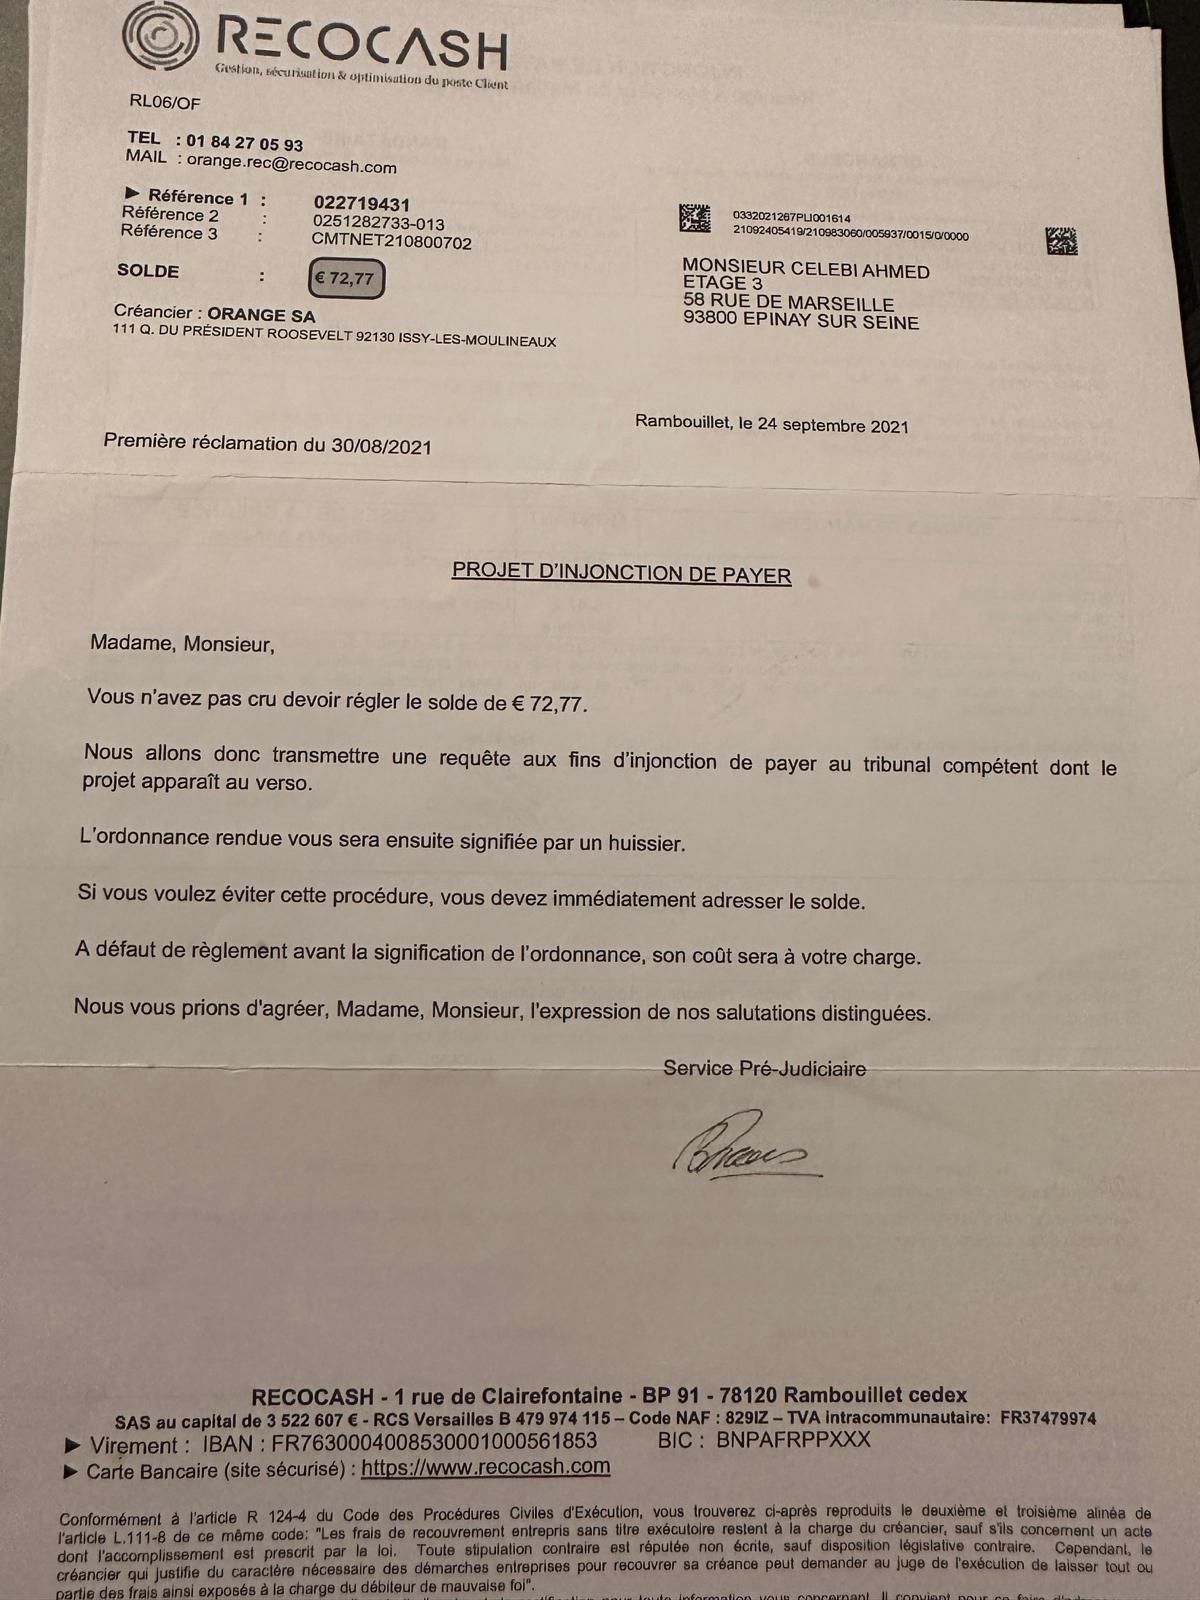 RECOCASH
Gestion, sécurisation & optimisation du poste Client
RL06/OF
TEL : 01 84 27 05 93
MAIL : orange.rec@recocash.com
► Référence 1 : 022719431
Référence 2 : 0251282733-013
Référence 3 : CMTNET210800702
SOLDE : € 72,77
Créancier : ORANGE SA
111 Q. DU PRÉSIDENT ROOSEVELT 92130 ISSY-LES-MOULINEAUX
0332021267PLI001614
21092405419/210983060/005937/0015/0/0000
MONSIEUR CELEBI AHMED
ETAGE 3
58 RUE DE MARSEILLE
93800 EPINAY SUR SEINE
Rambouillet, le 24 septembre 2021
Première réclamation du 30/08/2021
PROJET D'INJONCTION DE PAYER
Madame, Monsieur,
Vous n'avez pas cru devoir régler le solde de € 72,77.
Nous allons donc transmettre une requête aux fins d'injonction de payer au tribunal compétent dont le
projet apparaît au verso.
L'ordonnance rendue vous sera ensuite signifiée par un huissier.
Si vous voulez éviter cette procédure, vous devez immédiatement adresser le solde.
A défaut de règlement avant la signification de l'ordonnance, son coût sera à votre charge.
Nous vous prions d'agréer, Madame, Monsieur, l'expression de nos salutations distinguées.
Service Pré-Judiciaire
RECOCASH - 1 rue de Clairefontaine - BP 91 - 78120 Rambouillet cedex
SAS au capital de 3 522 607 € - RCS Versailles B 479 974 115 – Code NAF : 829IZ – TVA intracommunautaire: FR37479974
► Virement : IBAN : FR7630004008530001000561853 BIC : BNPAFRPPXXX
► Carte Bancaire (site sécurisé) : https://www.recocash.com
Conformément à l'article R 124-4 du Code des Procédures Civiles d'Exécution, vous trouverez ci-après reproduits le deuxième et troisième alinéa de
l'article L.111-8 de ce même code: "Les frais de recouvrement entrepris sans titre exécutoire restent à la charge du créancier, sauf s'ils concernent un acte
dont l'accomplissement est prescrit par la loi. Toute stipulation contraire est réputée non écrite, sauf disposition législative contraire. Cependant, le
créancier qui justifie du caractère nécessaire des démarches entreprises pour recouvrer sa créance peut demander au juge de l'exécution de laisser tout ou
partie des frais ainsi exposés à la charge du débiteur de mauvaise foi".